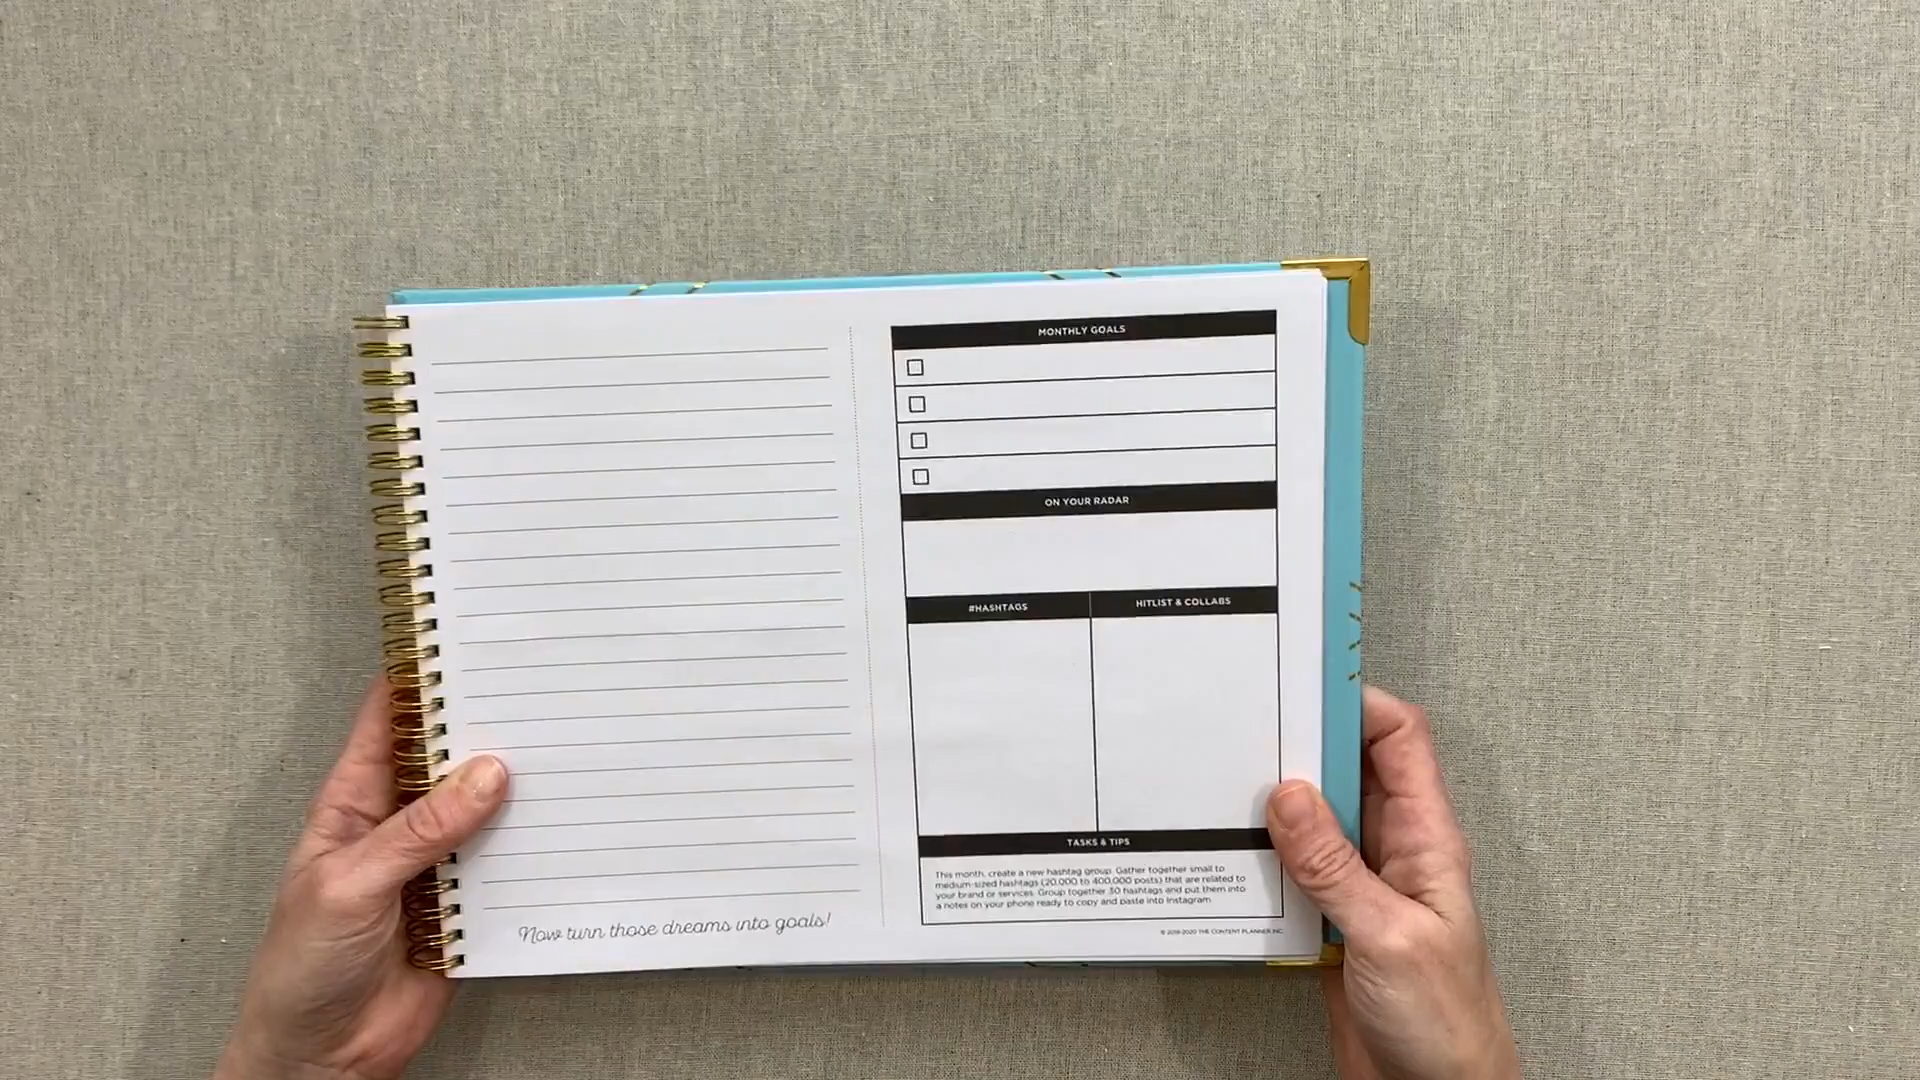 Now turn those dreams into goals!
MONTHLY GOALS
ON YOUR RADAR
#HASHTAGS
HITLIST & COLLABS
TASKS & TIPS
This month, create a new hashtag group. Gather together small to
medium-sized hashtags (20,000 to 400,000 posts) that are related to
your brand or services. Group together 30 hashtags and put them into
a notes on your phone ready to copy and paste into Instagram.
© 2019-2020 THE CONTENT PLANNER INC.